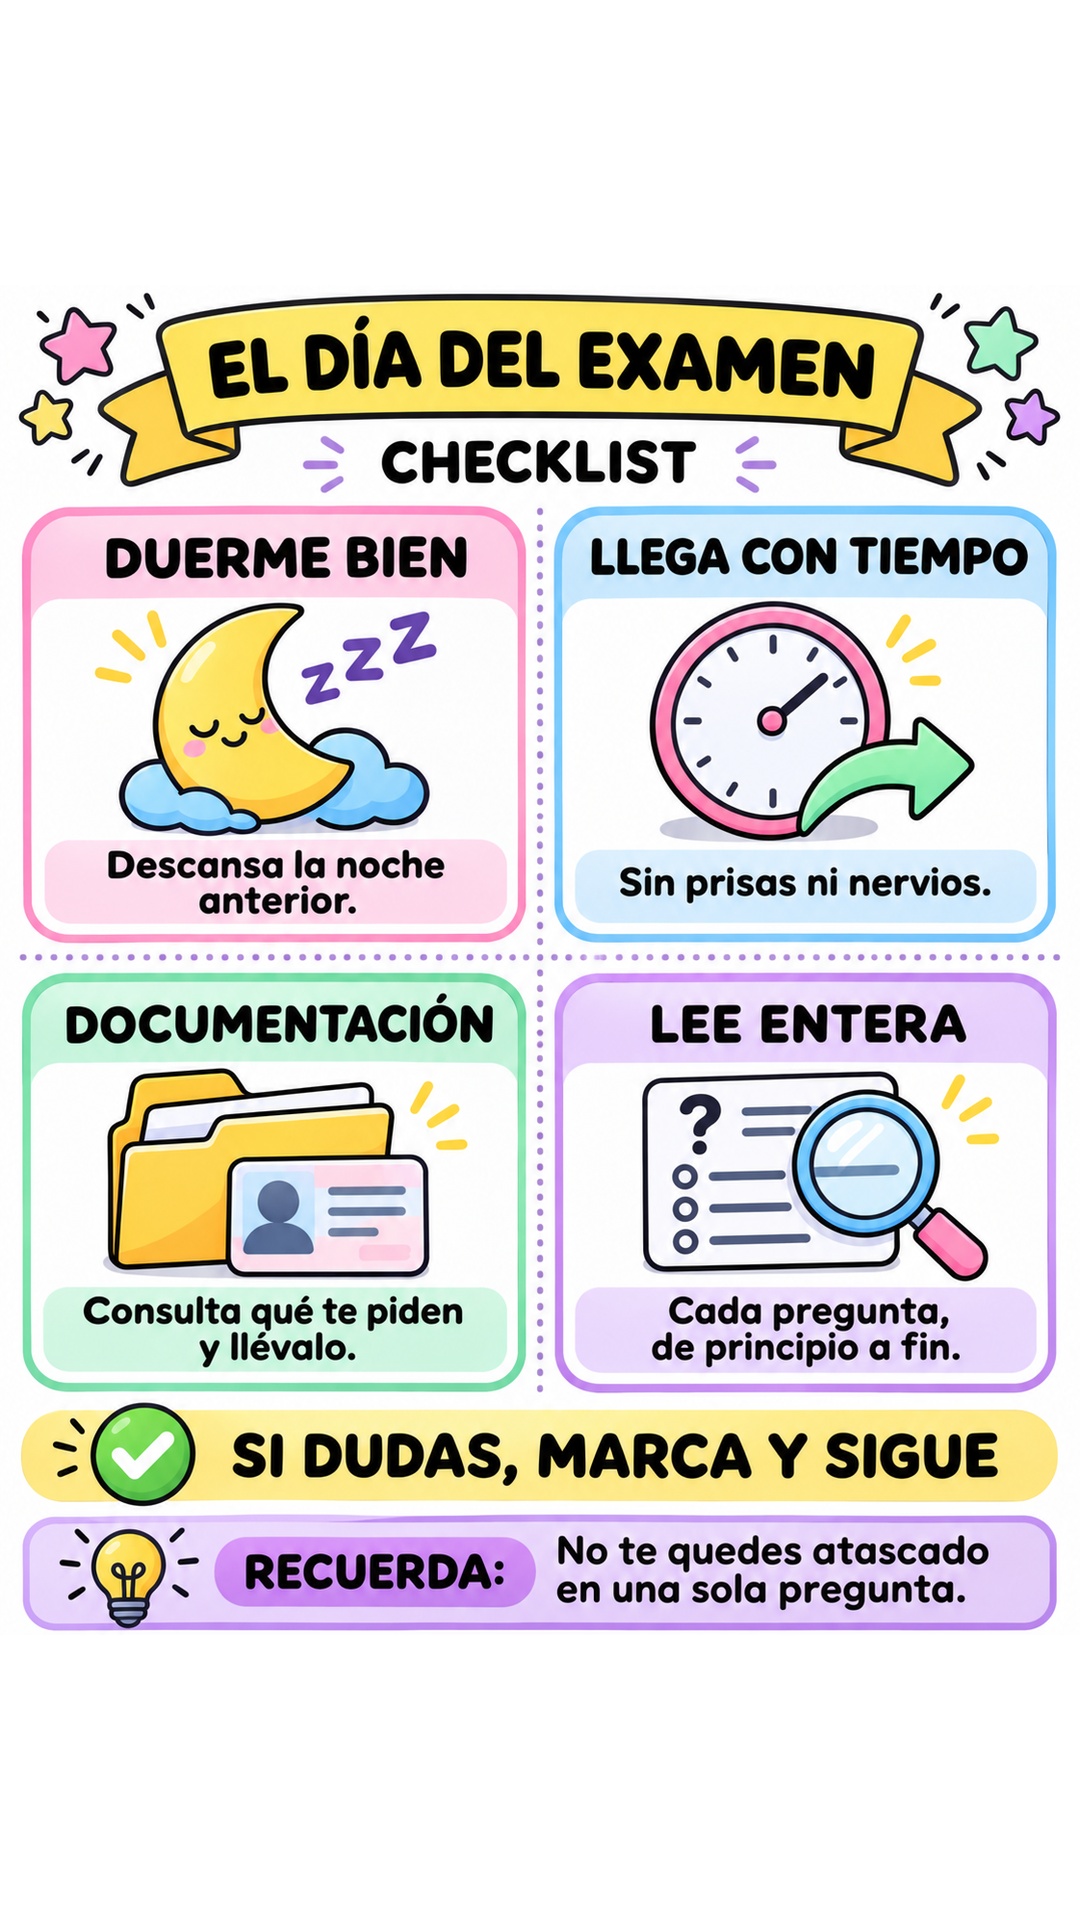 EL DÍA DEL EXAMEN
CHECKLIST
DUERME BIEN
zzZ
Descansa la noche
anterior.
LLEGA CON TIEMPO
Sin prisas ni nervios.
DOCUMENTACIÓN
Consulta qué te piden
y llévalo.
LEE ENTERA
?
Cada pregunta,
de principio a fin.
SI DUDAS, MARCA Y SIGUE
RECUERDA:
No te quedes atascado
en una sola pregunta.